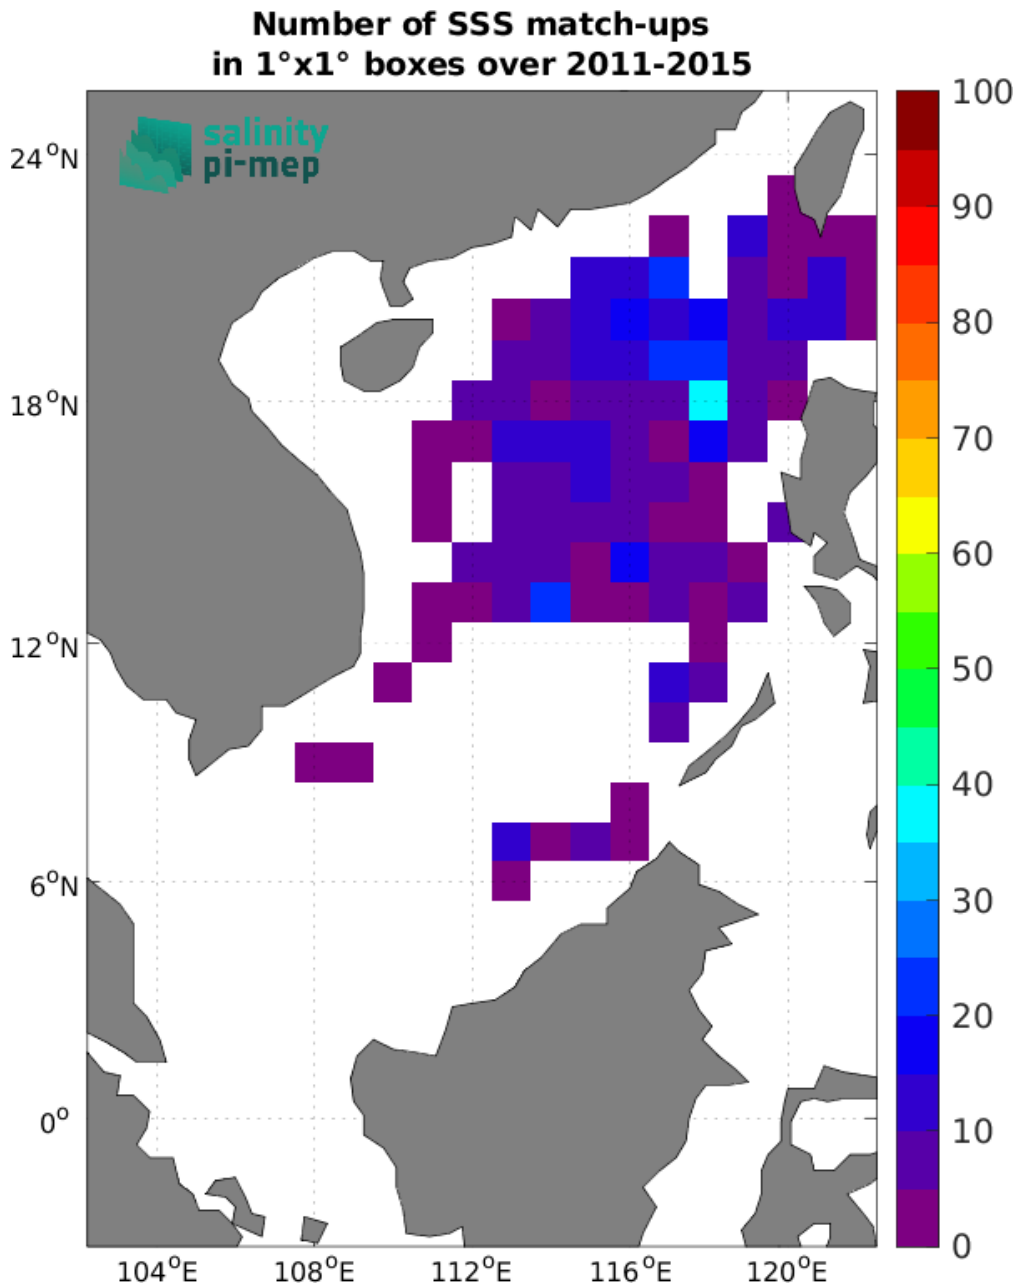 Number of SSS match-ups
in 1°x1° boxes over 2011-2015
salinity
pi-mep
24°N
18°N
12°N
6°N
0°
104°E 108°E 112°E 116°E 120°E
100
90
80
70
60
50
40
30
20
10
0